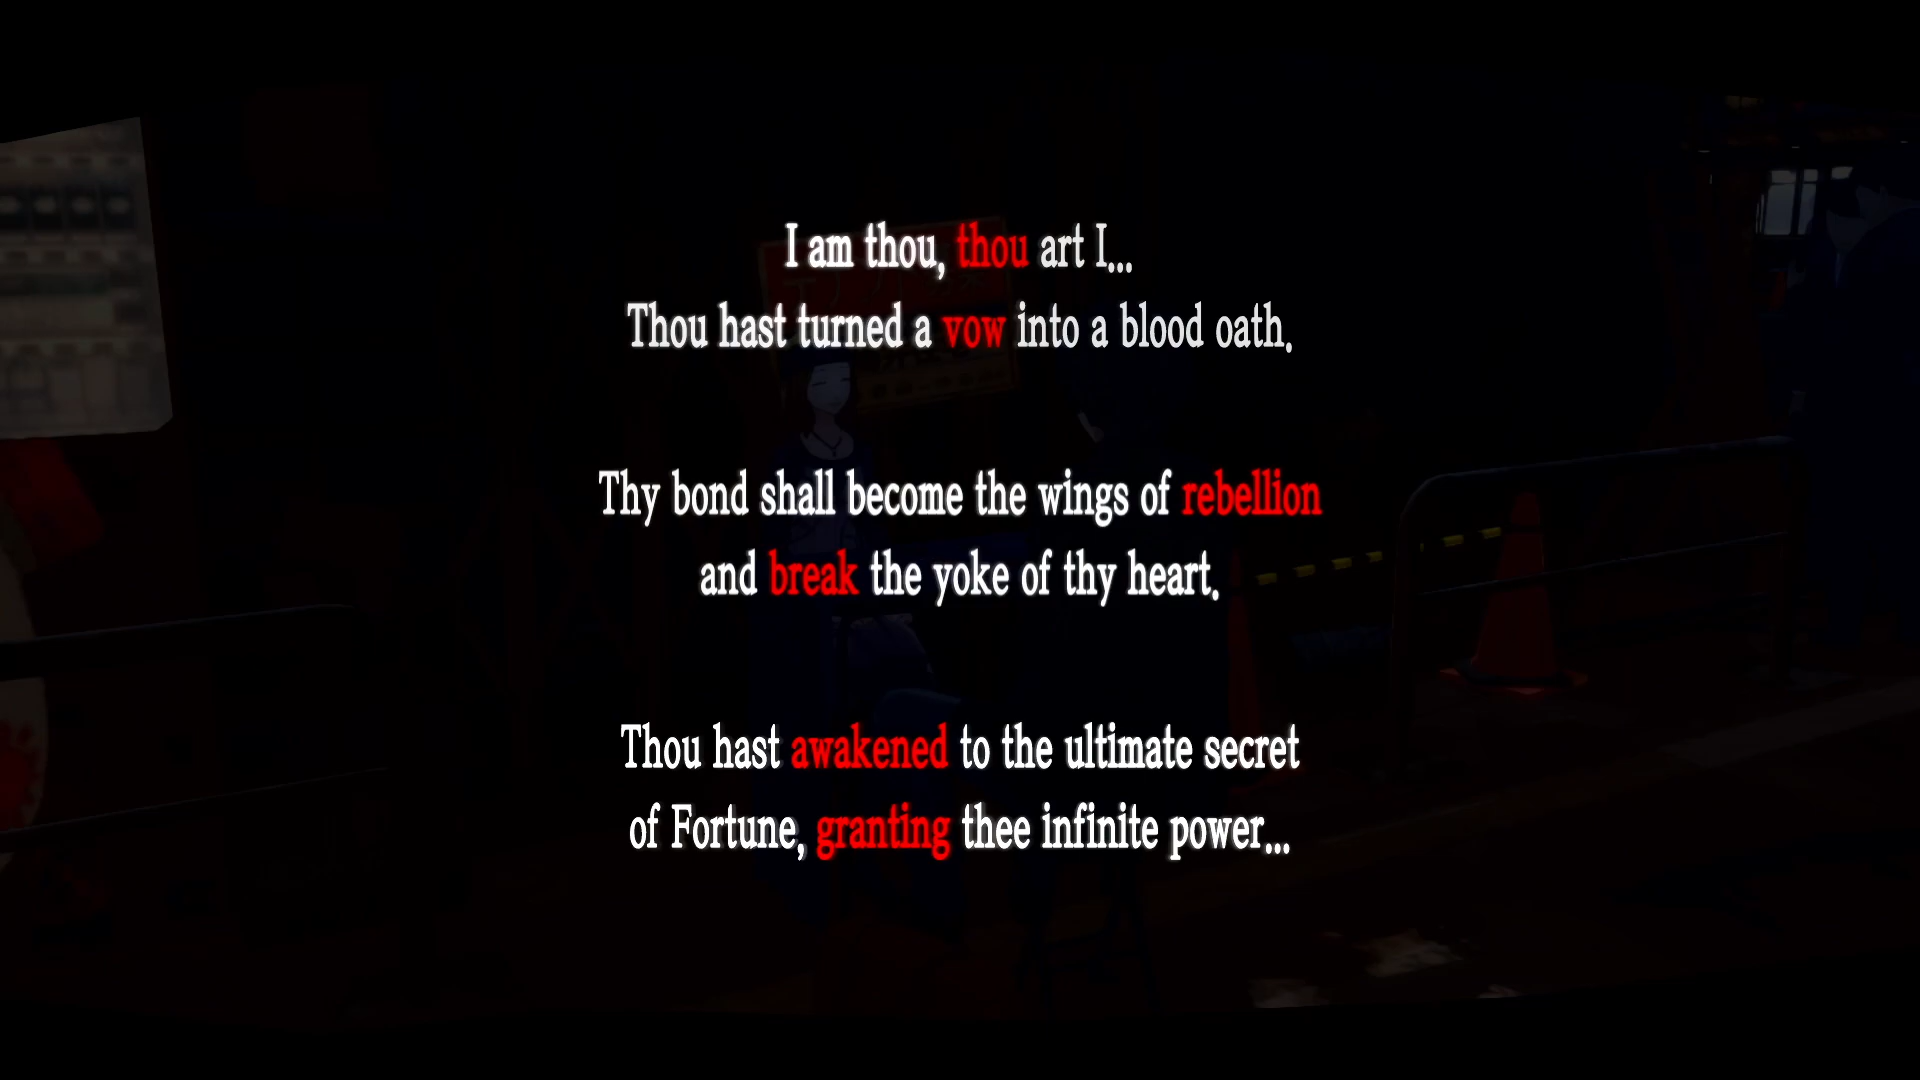 I am thou, thou art I...
Thou hast turned a vow into a blood oath.
Thy bond shall become the wings of rebellion
and break the yoke of thy heart.
Thou hast awakened to the ultimate secret
of Fortune, granting thee infinite power...